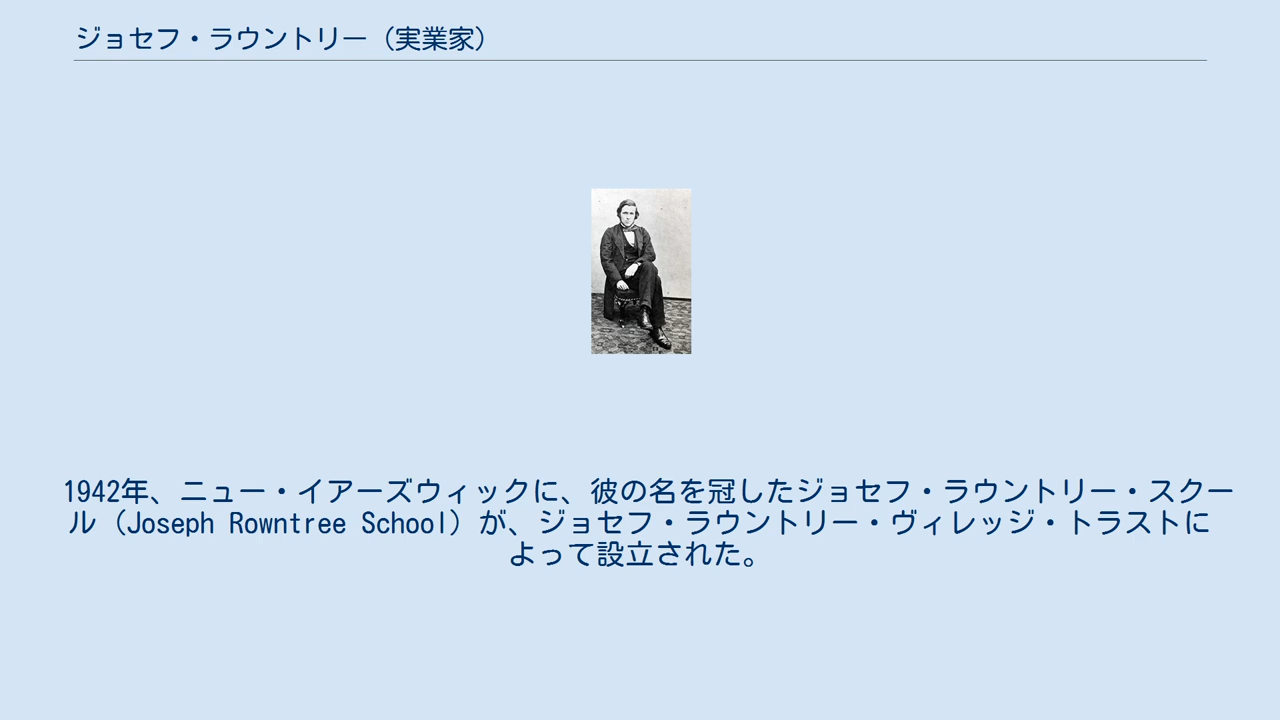 ジョセフ・ラウントリー（実業家）
1942年、ニュー・イアーズウィックに、彼の名を冠したジョセフ・ラウントリー・スクー
ル（Joseph Rowntree School）が、ジョセフ・ラウントリー・ヴィレッジ・トラストに
よって設立された。